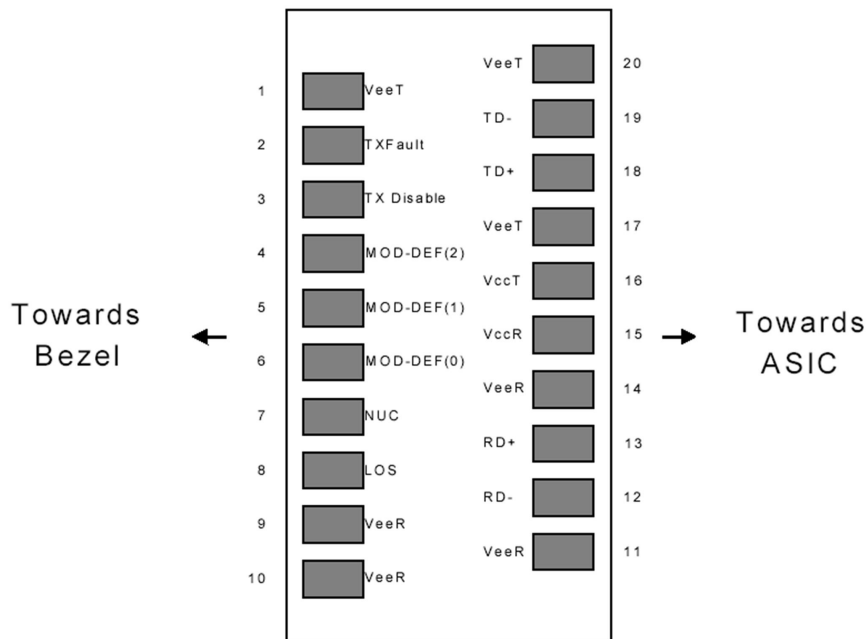 VeeT 20
1 VeeT
TD- 19
2 TXFault
TD+ 18
3 TX Disable
VeeT 17
4 MOD-DEF(2)
VccT 16
5 MOD-DEF(1)
Towards
Bezel
VccR 15
Towards
ASIC
6 MOD-DEF(0)
VeeR 14
7 NUC
RD+ 13
8 LOS
RD- 12
9 VeeR
VeeR 11
10 VeeR